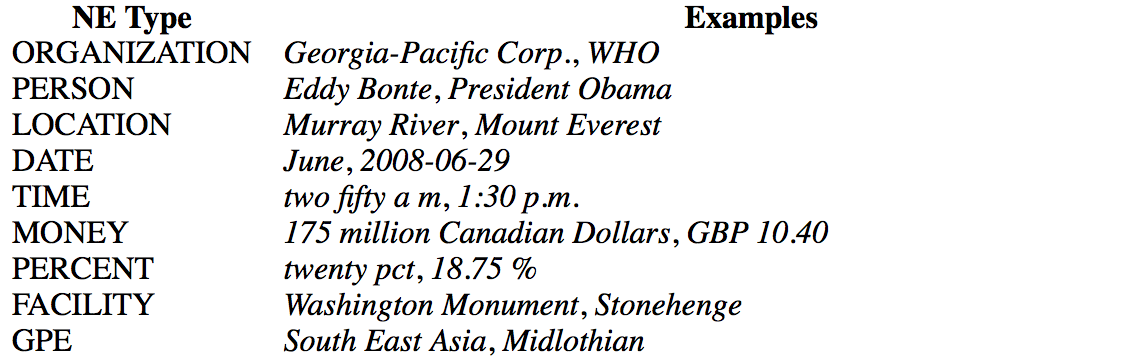 NE Type Examples
ORGANIZATION Georgia-Pacific Corp., WHO
PERSON Eddy Bonte, President Obama
LOCATION Murray River, Mount Everest
DATE June, 2008-06-29
TIME two fifty a m, 1:30 p.m.
MONEY 175 million Canadian Dollars, GBP 10.40
PERCENT twenty pct, 18.75 %
FACILITY Washington Monument, Stonehenge
GPE South East Asia, Midlothian